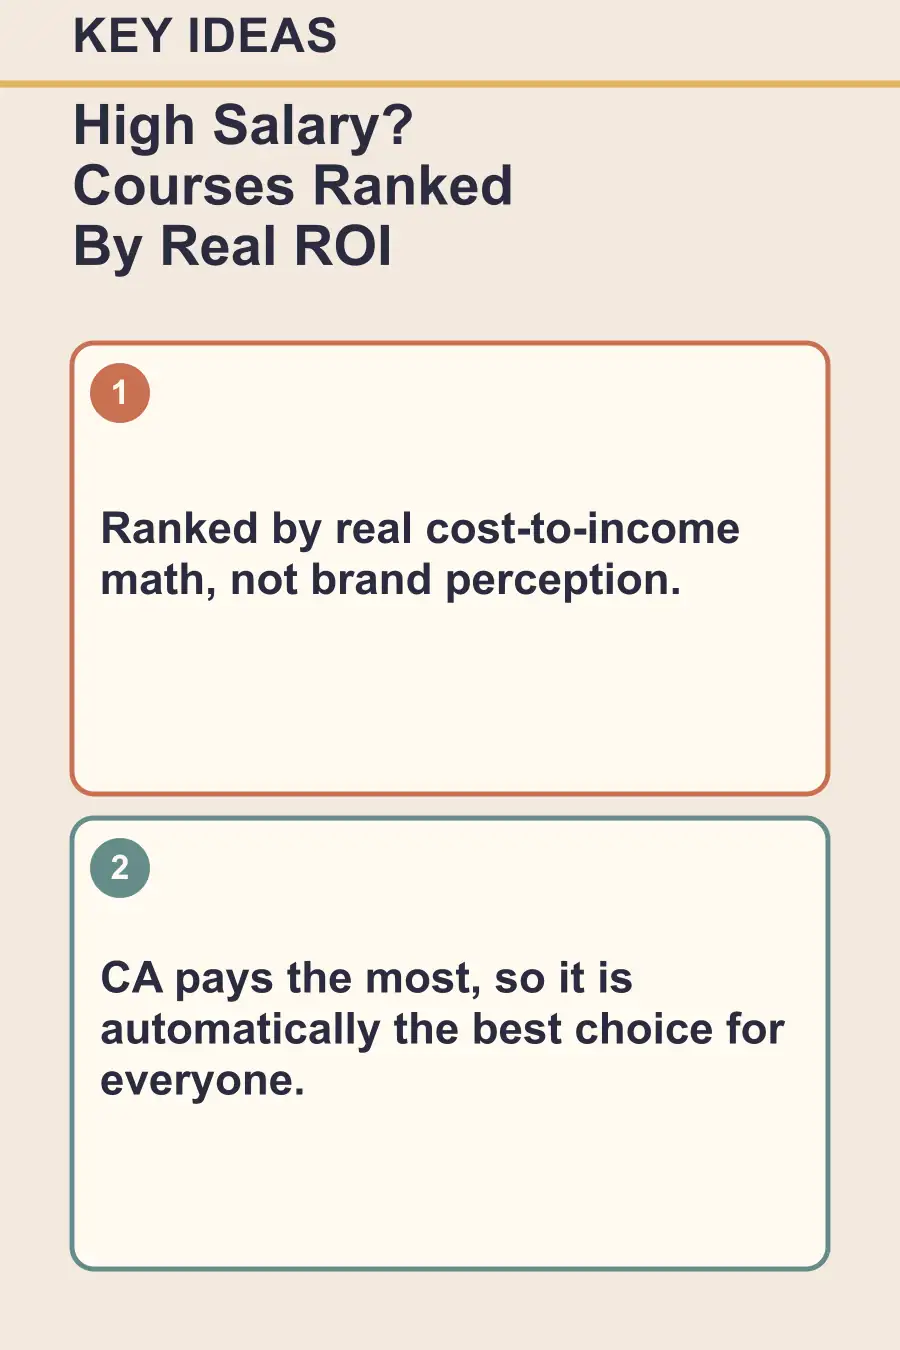 KEY IDEAS
High Salary?
Courses Ranked
By Real ROI
1
Ranked by real cost-to-income
math, not brand perception.
2
CA pays the most, so it is
automatically the best choice for
everyone.